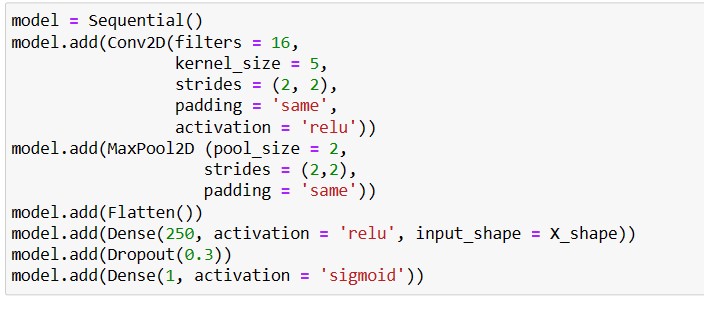 model = Sequential()
model.add(Conv2D(filters = 16,
                 kernel_size = 5,
                 strides = (2, 2),
                 padding = 'same',
                 activation = 'relu'))
model.add(MaxPool2D (pool_size = 2,
                     strides = (2,2),
                     padding = 'same'))
model.add(Flatten())
model.add(Dense(250, activation = 'relu', input_shape = X_shape))
model.add(Dropout(0.3))
model.add(Dense(1, activation = 'sigmoid'))